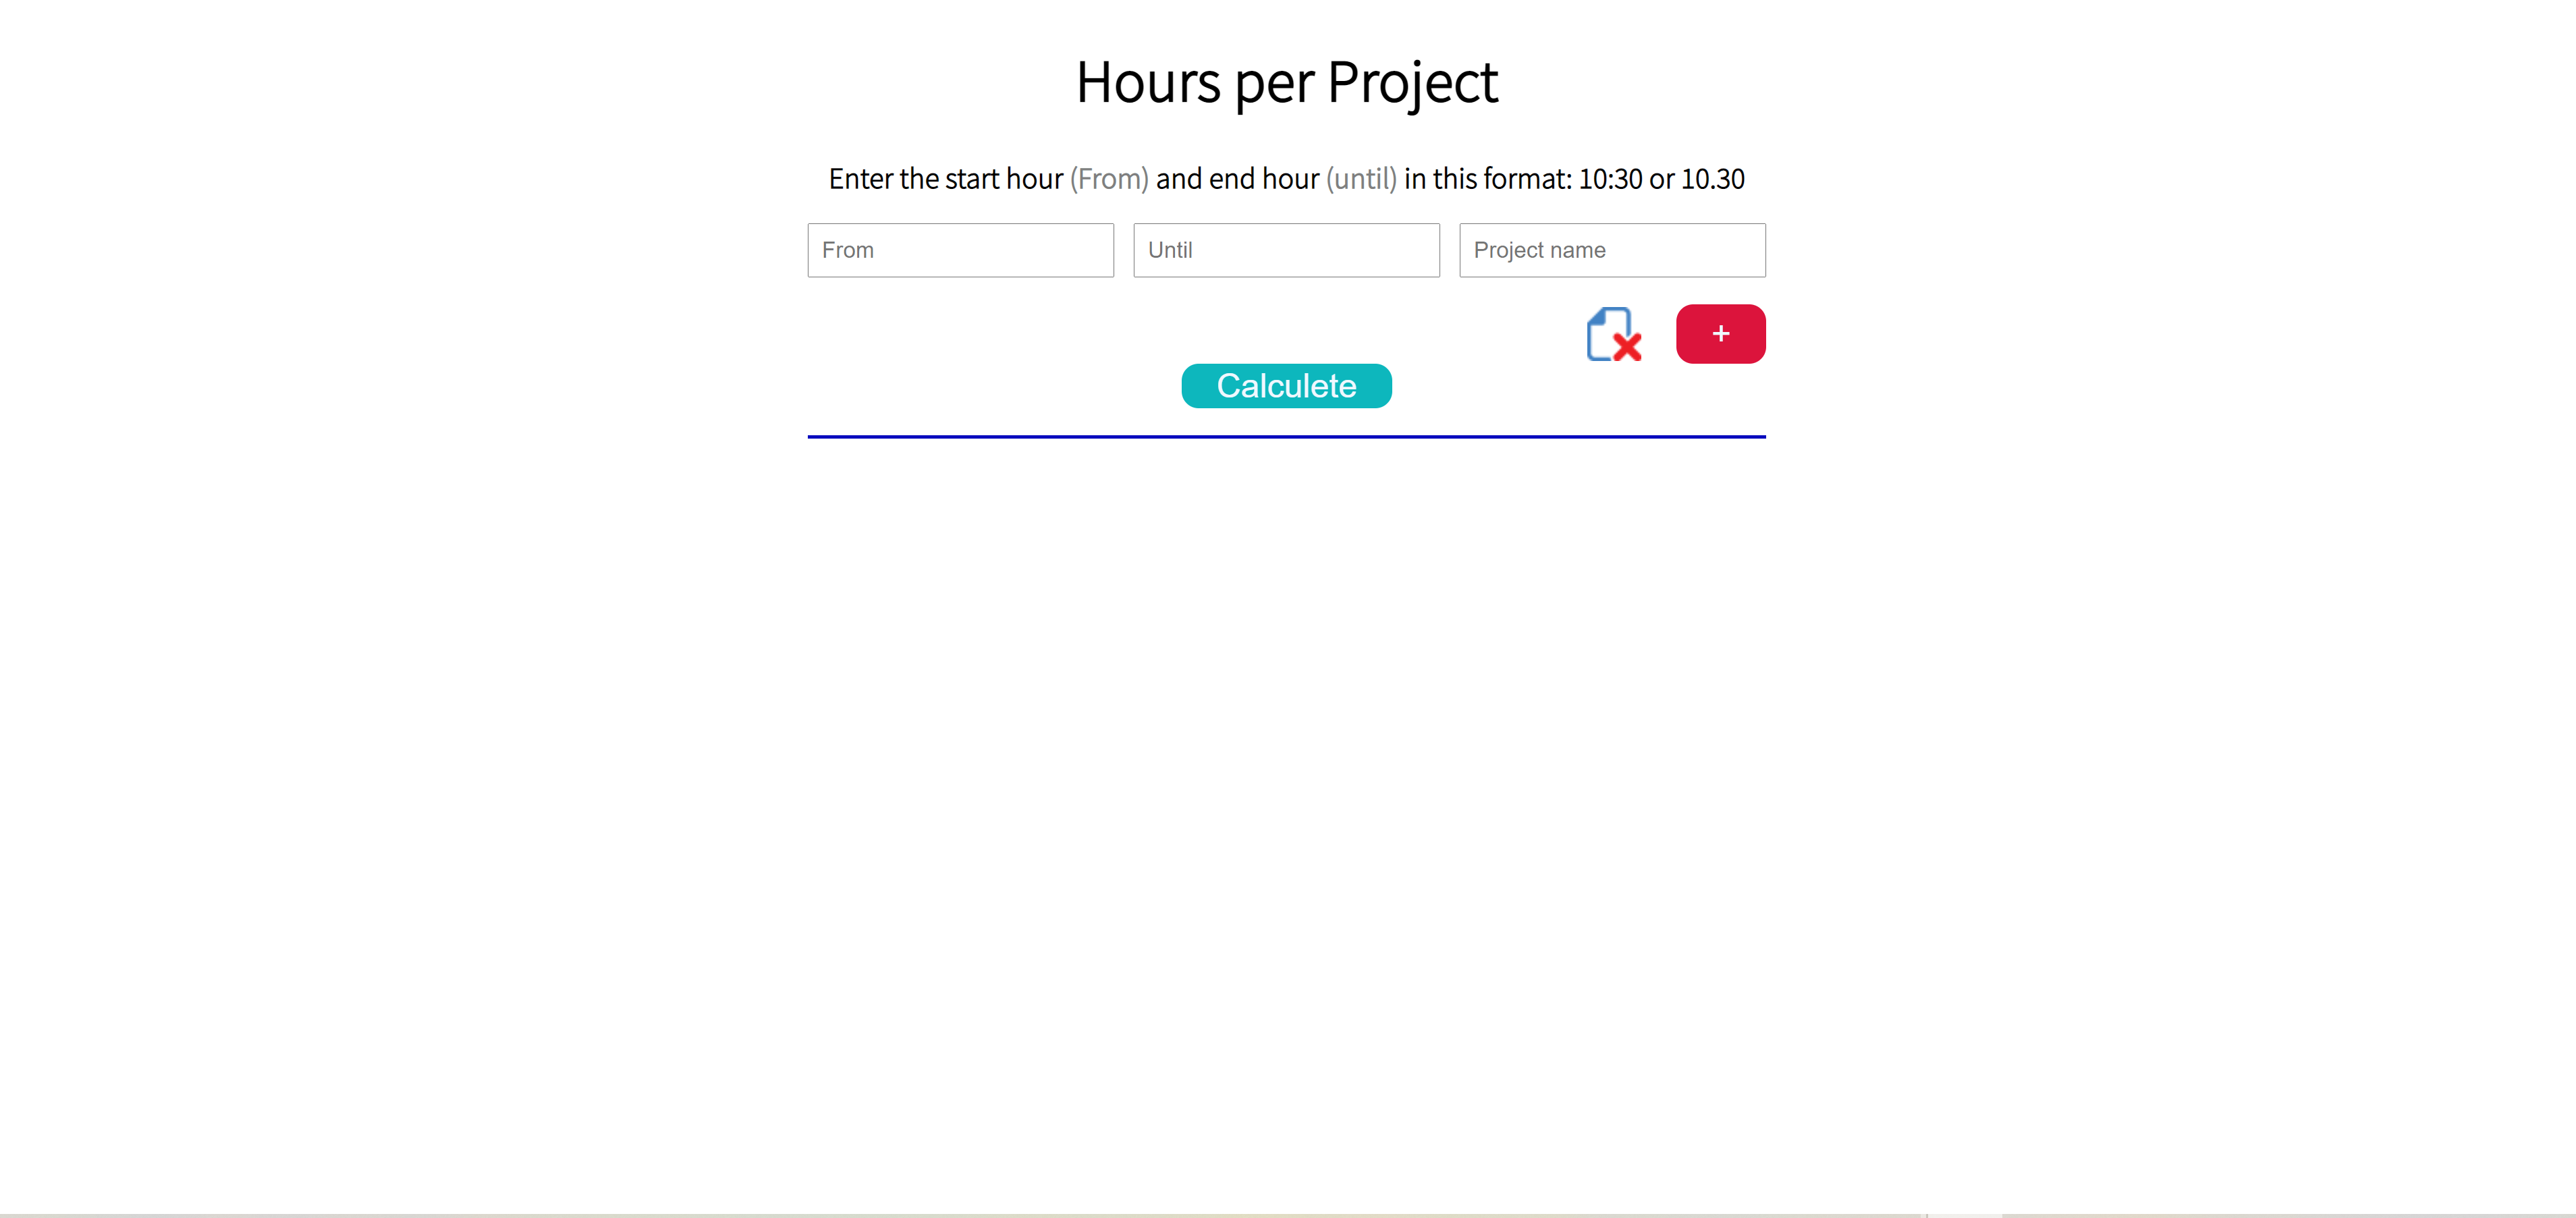 Hours per Project
Enter the start hour (From) and end hour (until) in this format: 10:30 or 10.30
From Until Project name
+
Calculete